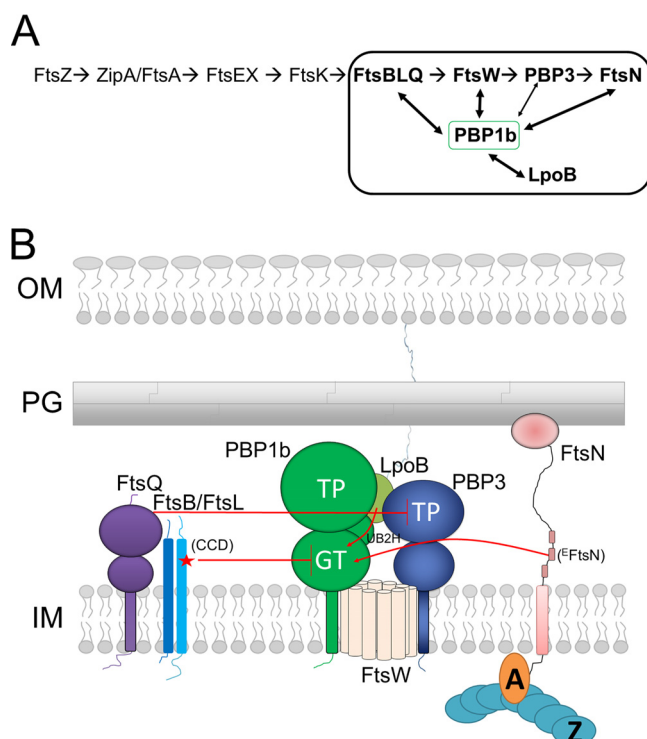 A
FtsZ→ ZipA/FtsA→ FtsEX → FtsK→ FtsBLQ → FtsW→ PBP3→ FtsN
PBP1b
LpoB
B
OM
PG
PBP1b
LpoB
PBP3
FtsN
FtsQ
FtsB/FtsL
TP
TP
UB2H
(CCD)
GT
(ᴱFtsN)
IM
FtsW
A
Z